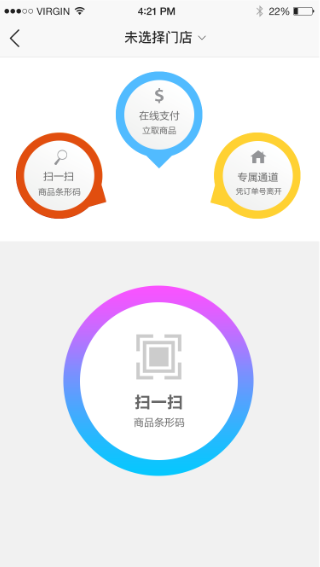 VIRGIN 4:21 PM 22%
未选择门店
$
在线支付
立取商品
扫一扫
商品条形码
专属通道
凭订单号离开
扫一扫
商品条形码